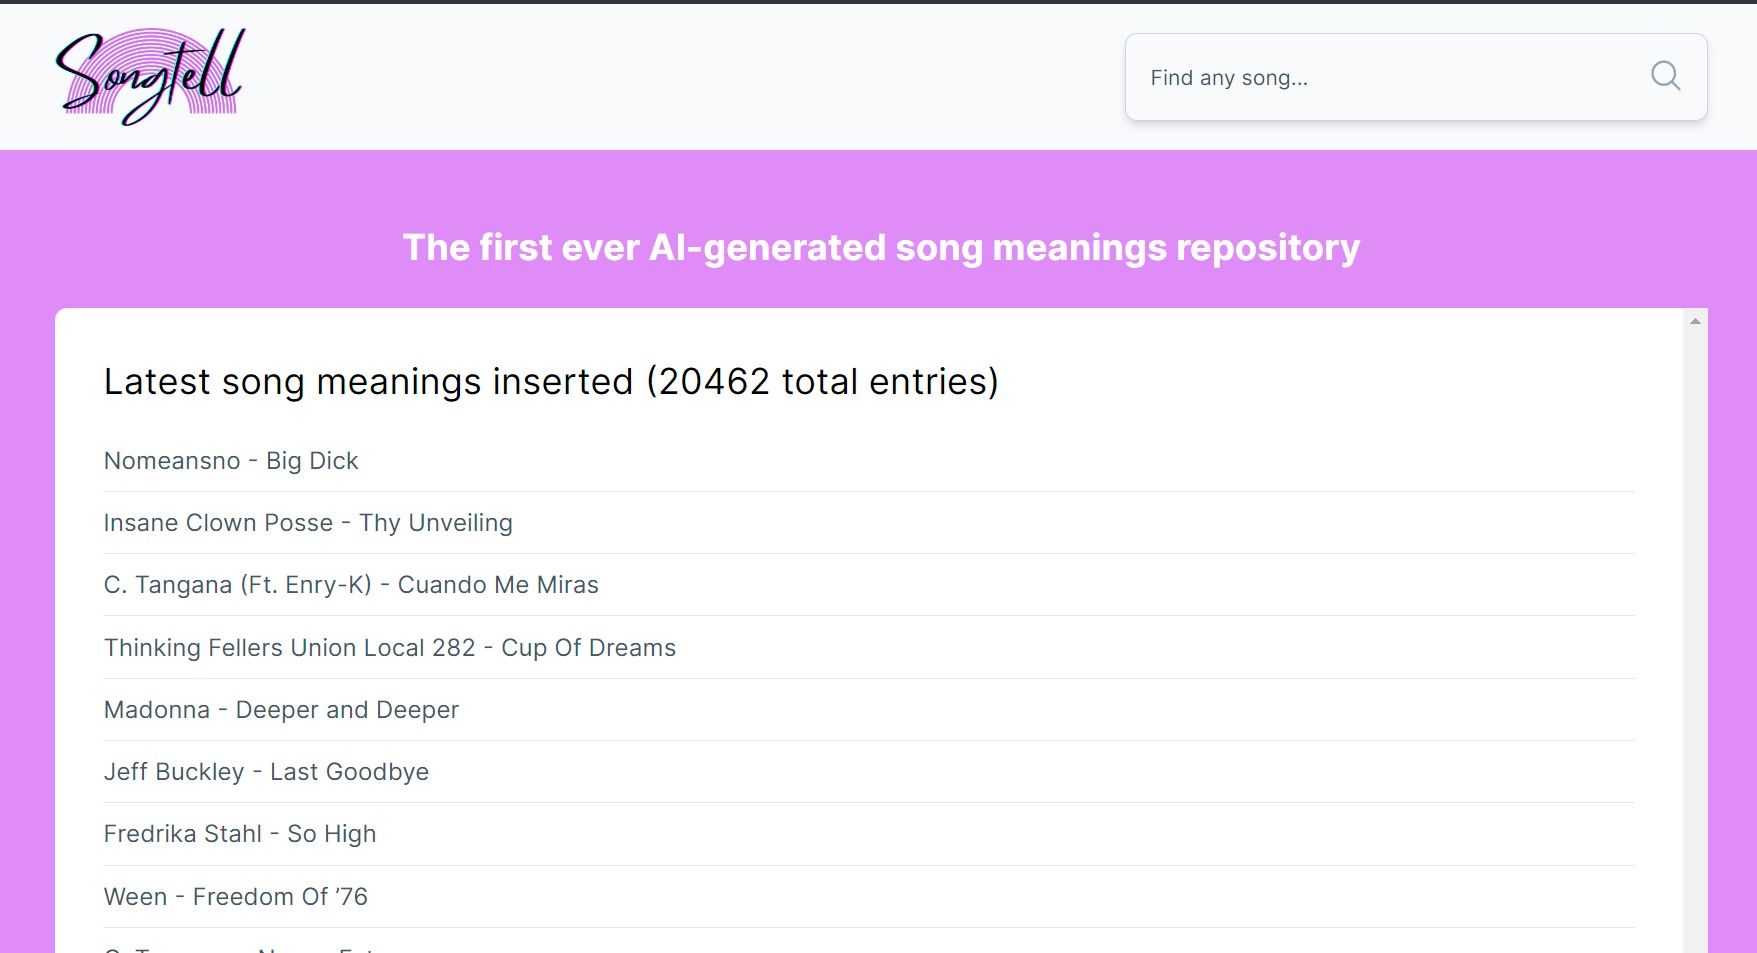 Songtell
Find any song...
The first ever AI-generated song meanings repository
Latest song meanings inserted (20462 total entries)
Nomeansno - Big Dick
Insane Clown Posse - Thy Unveiling
C. Tangana (Ft. Enry-K) - Cuando Me Miras
Thinking Fellers Union Local 282 - Cup Of Dreams
Madonna - Deeper and Deeper
Jeff Buckley - Last Goodbye
Fredrika Stahl - So High
Ween - Freedom Of ’76